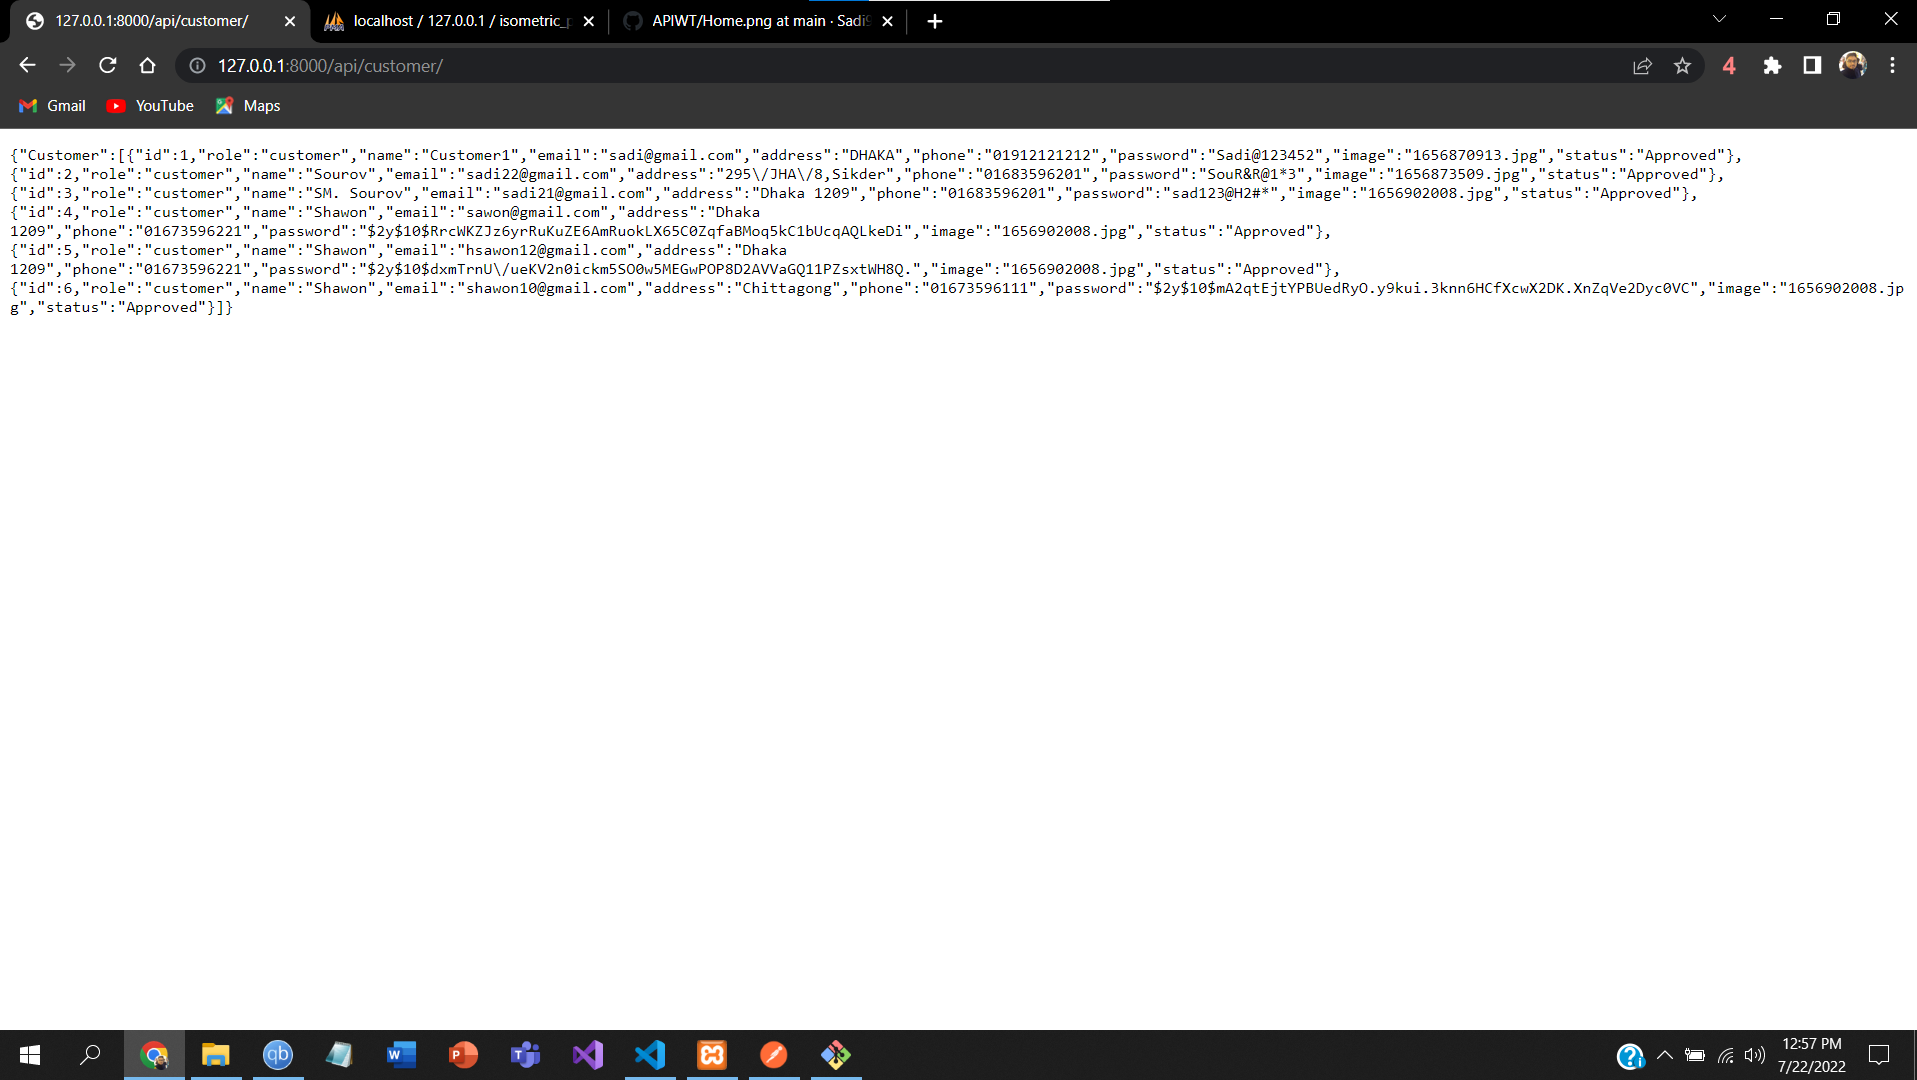 127.0.0.1:8000/api/customer/
localhost / 127.0.0.1 / isometric_p
APIWT/Home.png at main · Sadi9
127.0.0.1:8000/api/customer/
4
Gmail
YouTube
Maps
{"Customer":[{"id":1,"role":"customer","name":"Customer1","email":"sadi@gmail.com","address":"DHAKA","phone":"01912121212","password":"Sadi@123452","image":"1656870913.jpg","status":"Approved"},
{"id":2,"role":"customer","name":"Sourov","email":"sadi22@gmail.com","address":"295\/JHA\/8,Sikder","phone":"01683596201","password":"SouR&R@1*3","image":"1656873509.jpg","status":"Approved"},
{"id":3,"role":"customer","name":"SM. Sourov","email":"sadi21@gmail.com","address":"Dhaka 1209","phone":"01683596201","password":"sad123@H2#*","image":"1656902008.jpg","status":"Approved"},
{"id":4,"role":"customer","name":"Shawon","email":"sawon@gmail.com","address":"Dhaka
1209","phone":"01673596221","password":"$2y$10$RrcWKZJz6yrRuKuZE6AmRuokLX65C0ZqfaBMoq5kC1bUcqAQLkeDi","image":"1656902008.jpg","status":"Approved"},
{"id":5,"role":"customer","name":"Shawon","email":"hsawon12@gmail.com","address":"Dhaka
1209","phone":"01673596221","password":"$2y$10$dxmTrnU\/ueKV2n0ickm5SO0w5MEGwPOP8D2AVVaGQ11PZsxtWH8Q.","image":"1656902008.jpg","status":"Approved"},
{"id":6,"role":"customer","name":"Shawon","email":"shawon10@gmail.com","address":"Chittagong","phone":"01673596111","password":"$2y$10$mA2qtEjtYPBUedRyO.y9kui.3knn6HCfXcwX2DK.XnZqVe2Dyc0VC","image":"1656902008.jp
g","status":"Approved"}]}
12:57 PM
7/22/2022